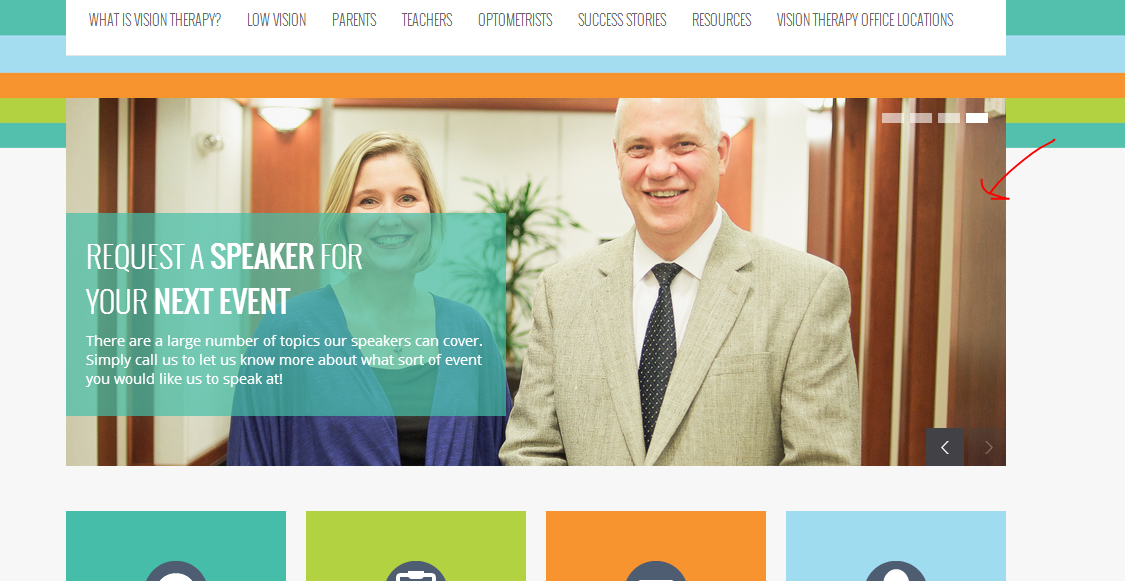 WHAT IS VISION THERAPY? LOW VISION PARENTS TEACHERS OPTOMETRISTS SUCCESS STORIES RESOURCES VISION THERAPY OFFICE LOCATIONS
REQUEST A SPEAKER FOR
YOUR NEXT EVENT
There are a large number of topics our speakers can cover.
Simply call us to let us know more about what sort of event
you would like us to speak at!